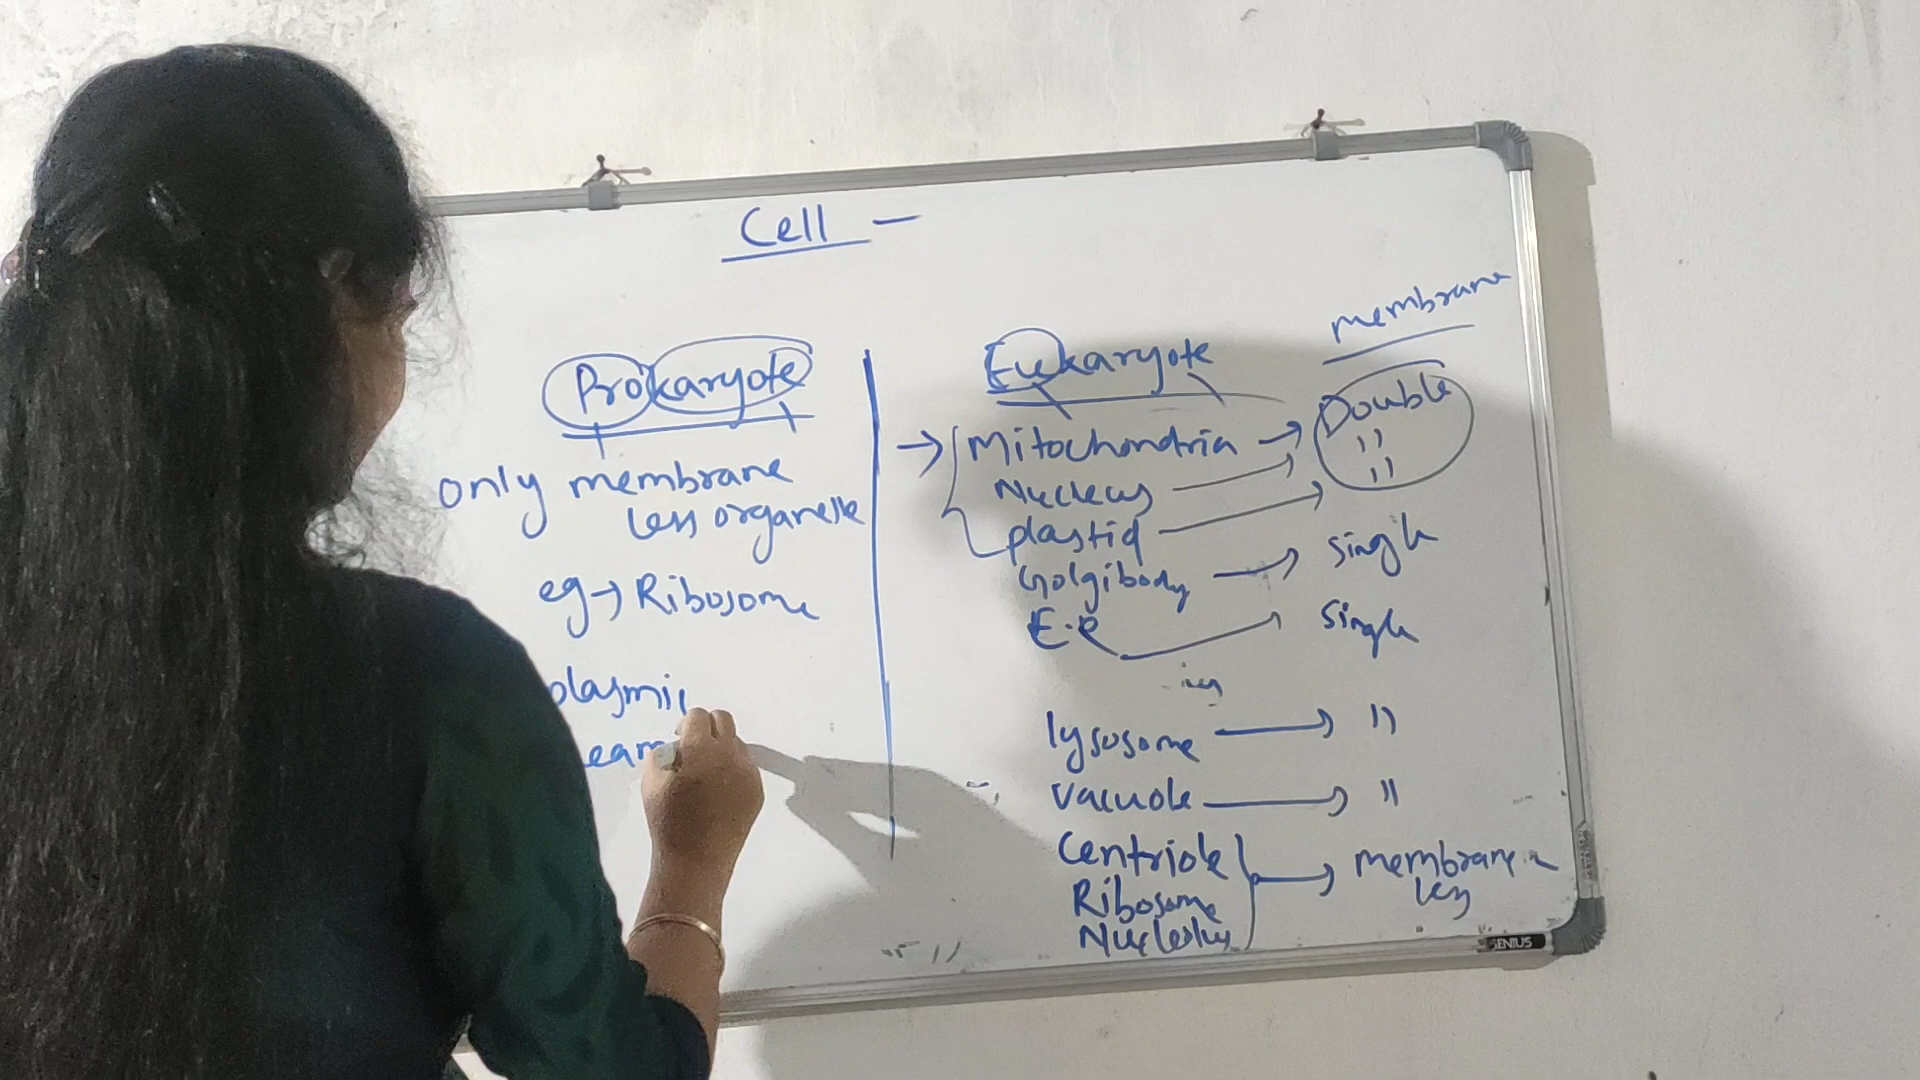 Cell —
Prokaryote
only membrane
less organelle
eg → Ribosome
plasmi
Eukaryote
membrane
→ Mitochondria → Double
Nucleus → "
plastid → "
Golgibody → single
E.R → single
lysosome → "
Vacuole → "
Centriole
Ribosome
Nucleolus
→ membrane
less
GENIUS